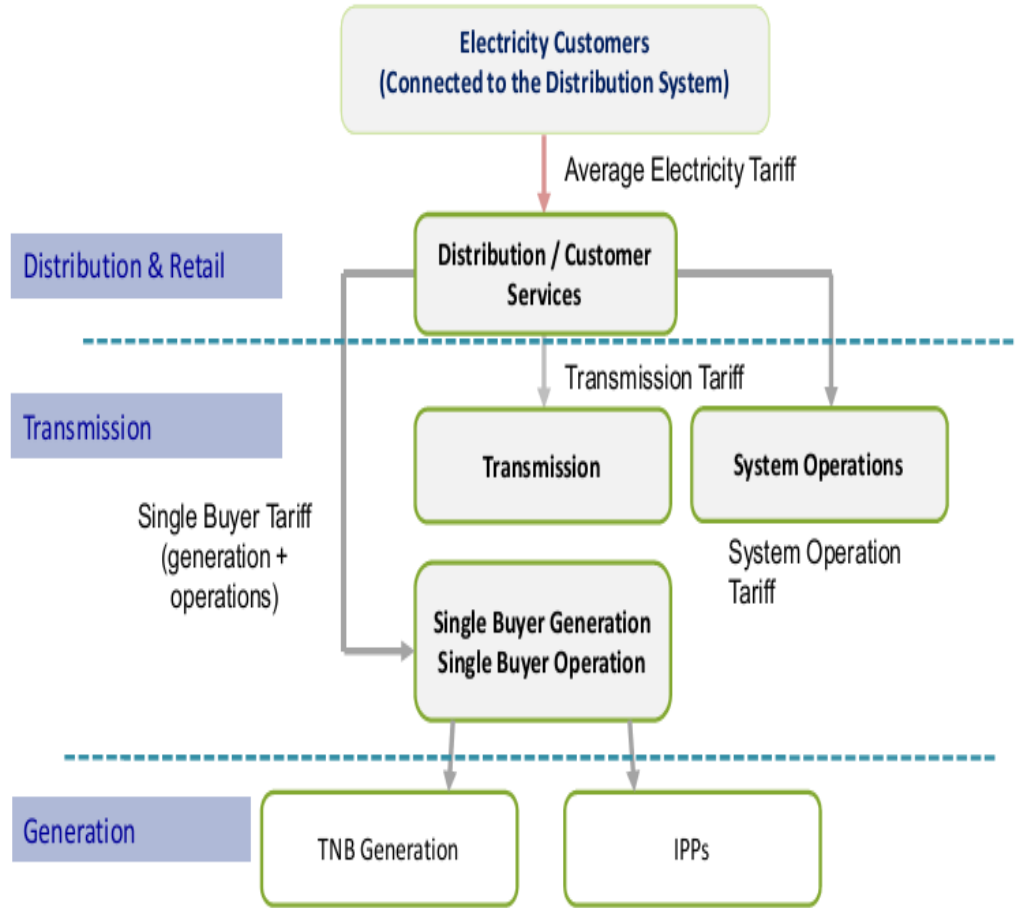 Electricity Customers
(Connected to the Distribution System)
Average Electricity Tariff
Distribution & Retail
Distribution / Customer
Services
Transmission Tariff
Transmission
Transmission
System Operations
Single Buyer Tariff
(generation +
operations)
System Operation
Tariff
Single Buyer Generation
Single Buyer Operation
Generation
TNB Generation
IPPs